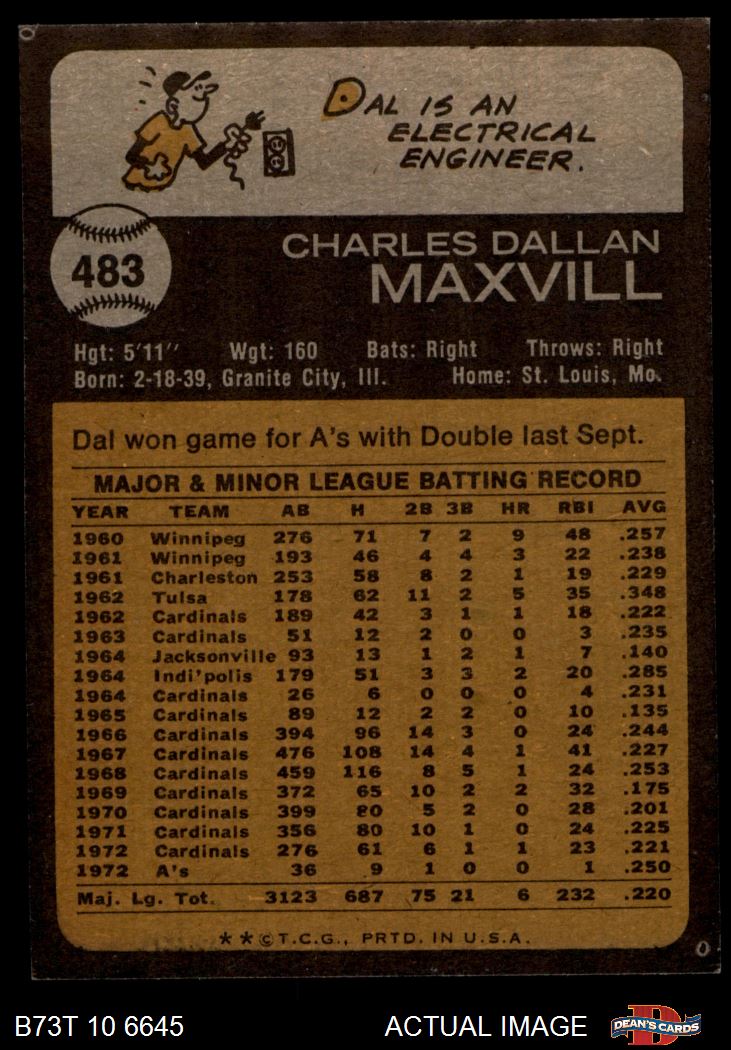 DAL IS AN
ELECTRICAL
ENGINEER.
483
CHARLES DALLAN
MAXVILL
Hgt: 5'11" Wgt: 160 Bats: Right Throws: Right
Born: 2-18-39, Granite City, Ill. Home: St. Louis, Mo.
Dal won game for A's with Double last Sept.
MAJOR & MINOR LEAGUE BATTING RECORD
YEAR TEAM AB H 2B 3B HR RBI AVG
1960 Winnipeg 276 71 7 2 9 48 .257
1961 Winnipeg 193 46 4 4 3 22 .238
1961 Charleston 253 58 8 2 1 19 .229
1962 Tulsa 178 62 11 2 5 35 .348
1962 Cardinals 189 42 3 1 1 18 .222
1963 Cardinals 51 12 2 0 0 3 .235
1964 Jacksonville 93 13 1 2 1 7 .140
1964 Indi'polis 179 51 3 3 2 20 .285
1964 Cardinals 26 6 0 0 0 4 .231
1965 Cardinals 89 12 2 2 0 10 .135
1966 Cardinals 394 96 14 3 0 24 .244
1967 Cardinals 476 108 14 4 1 41 .227
1968 Cardinals 459 116 8 5 1 24 .253
1969 Cardinals 372 65 10 2 2 32 .175
1970 Cardinals 399 80 5 2 0 28 .201
1971 Cardinals 356 80 10 1 0 24 .225
1972 Cardinals 276 61 6 1 1 23 .221
1972 A's 36 9 1 0 0 1 .250
Maj. Lg. Tot. 3123 687 75 21 6 232 .220
**©T.C.G., PRTD. IN U.S.A.
B73T 10 6645 ACTUAL IMAGE
D
DEAN'S CARDS